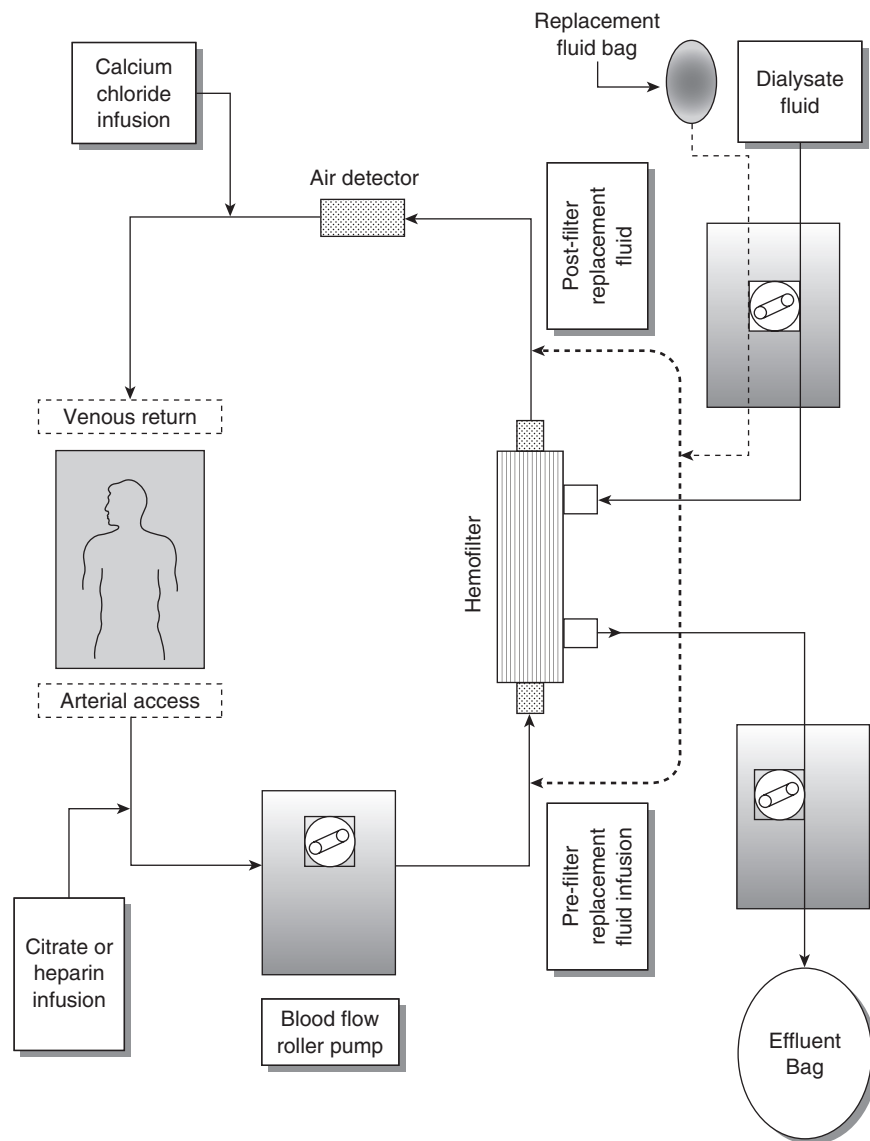 Replacement
fluid bag
Calcium
chloride
infusion
Dialysate
fluid
Air detector
Post-filter
replacement
fluid
Venous return
Hemofilter
Arterial access
Pre-filter
replacement
fluid infusion
Citrate or
heparin
infusion
Blood flow
roller pump
Effluent
Bag